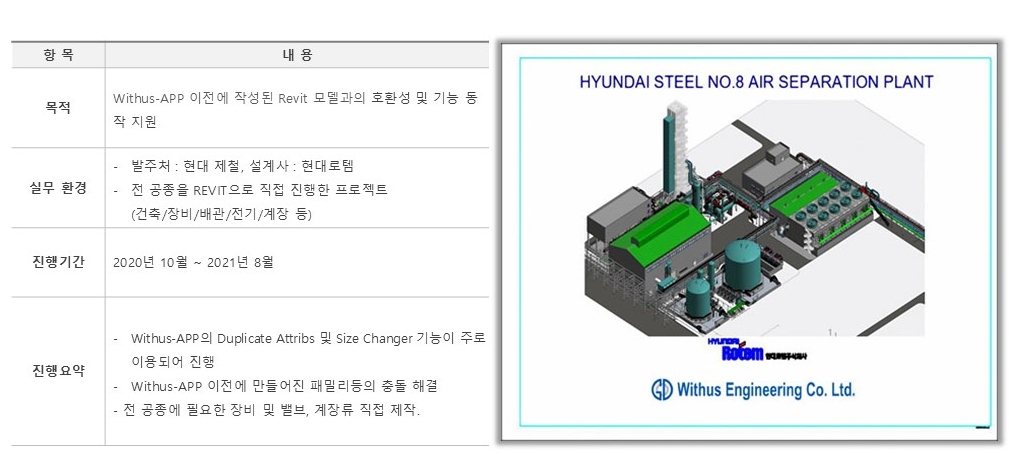 항 목
내 용
목적
Withus-APP 이전에 작성된 Revit 모델과의 호환성 및 기능 동
작 지원
실무 환경
- 발주처 : 현대 제철, 설계사 : 현대로템
- 전 공종을 REVIT으로 직접 진행한 프로젝트
(건축/장비/배관/전기/계장 등)
진행기간
2020년 10월 ~ 2021년 8월
진행요약
- Withus-APP의 Duplicate Attribs 및 Size Changer 기능이 주로
이용되어 진행
- Withus-APP 이전에 만들어진 패밀리등의 충돌 해결
- 전 공종에 필요한 장비 및 밸브, 계장류 직접 제작.
HYUNDAI STEEL NO.8 AIR SEPARATION PLANT
HYUNDAI
Rotem 현대로템주식회사
Withus Engineering Co. Ltd.